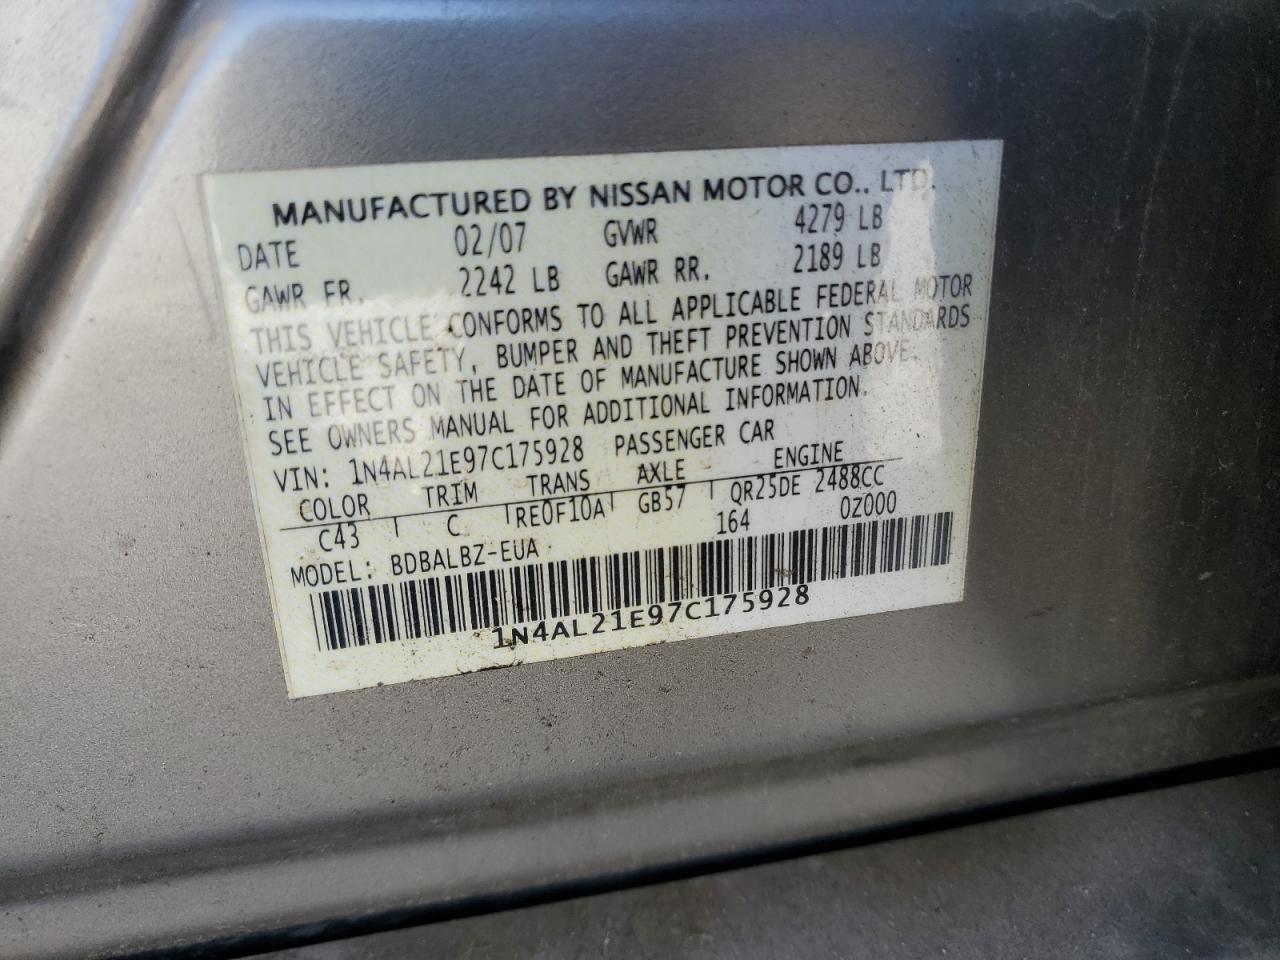 MANUFACTURED BY NISSAN MOTOR CO., LTD.
DATE 02/07 GVWR 4279 LB
GAWR FR. 2242 LB GAWR RR. 2189 LB
THIS VEHICLE CONFORMS TO ALL APPLICABLE FEDERAL MOTOR
VEHICLE SAFETY, BUMPER AND THEFT PREVENTION STANDARDS
IN EFFECT ON THE DATE OF MANUFACTURE SHOWN ABOVE.
SEE OWNERS MANUAL FOR ADDITIONAL INFORMATION.
VIN: 1N4AL21E97C175928 PASSENGER CAR
COLOR TRIM TRANS AXLE ENGINE
C43 C RE0F10A GB57 QR25DE 2488CC
MODEL: BDBALBZ-EUA 164 0Z000
1N4AL21E97C175928